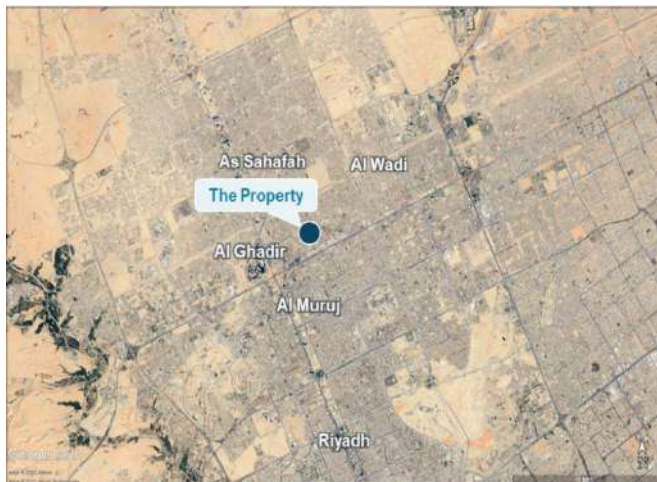 As Sahafah
Al Wadi
The Property
Al Ghadir
Al Muruj
Riyadh